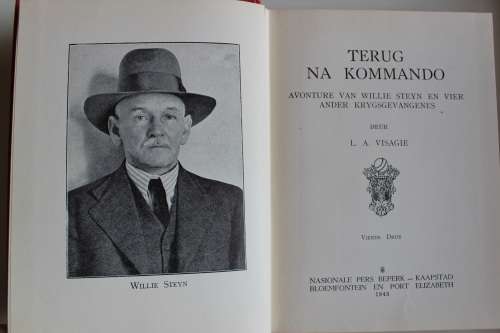 WILLIE STEYN
TERUG
NA KOMMANDO
AVONTURE VAN WILLIE STEYN EN VIER
ANDER KRYGSGEVANGENES
DEUR
L. A. VISAGIE
VIERDE DRUK
NASIONALE PERS BEPERK — KAAPSTAD
BLOEMFONTEIN EN PORT ELIZABETH